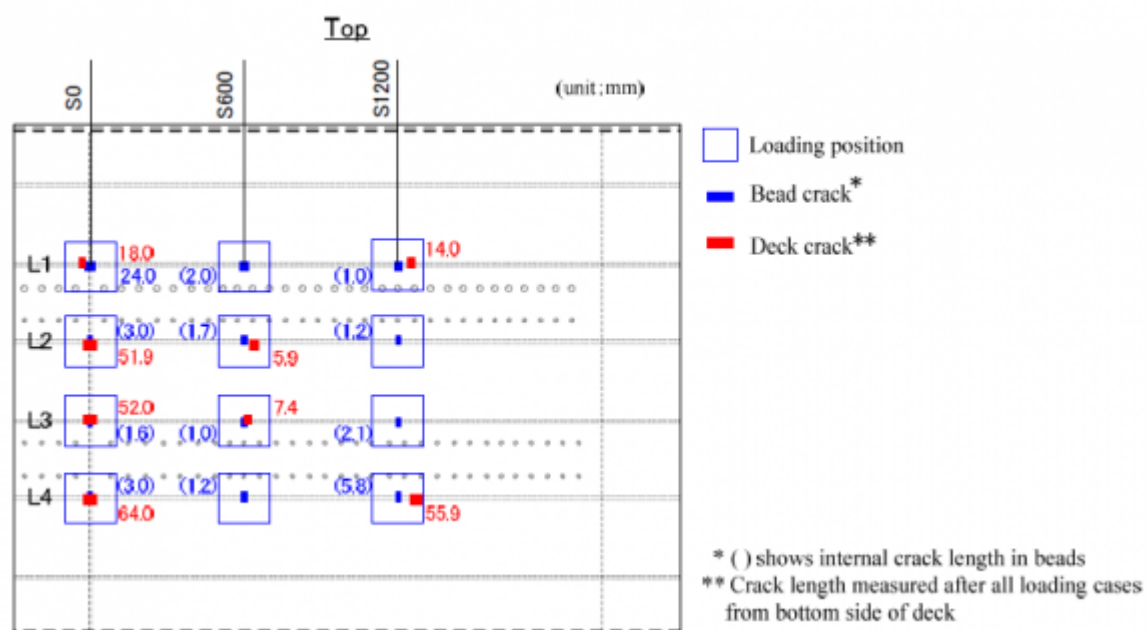 Top
S0
S600
S1200
(unit;mm)
Loading position
Bead crack*
Deck crack**
L1
18.0
24.0
(2.0)
(1.0)
14.0
L2
(3.0)
51.9
(1.7)
5.9
(1.2)
L3
52.0
(1.6)
(1.0)
7.4
(2.1)
L4
(3.0)
64.0
(1.2)
(5.8)
55.9
* ( ) shows internal crack length in beads
** Crack length measured after all loading cases
from bottom side of deck